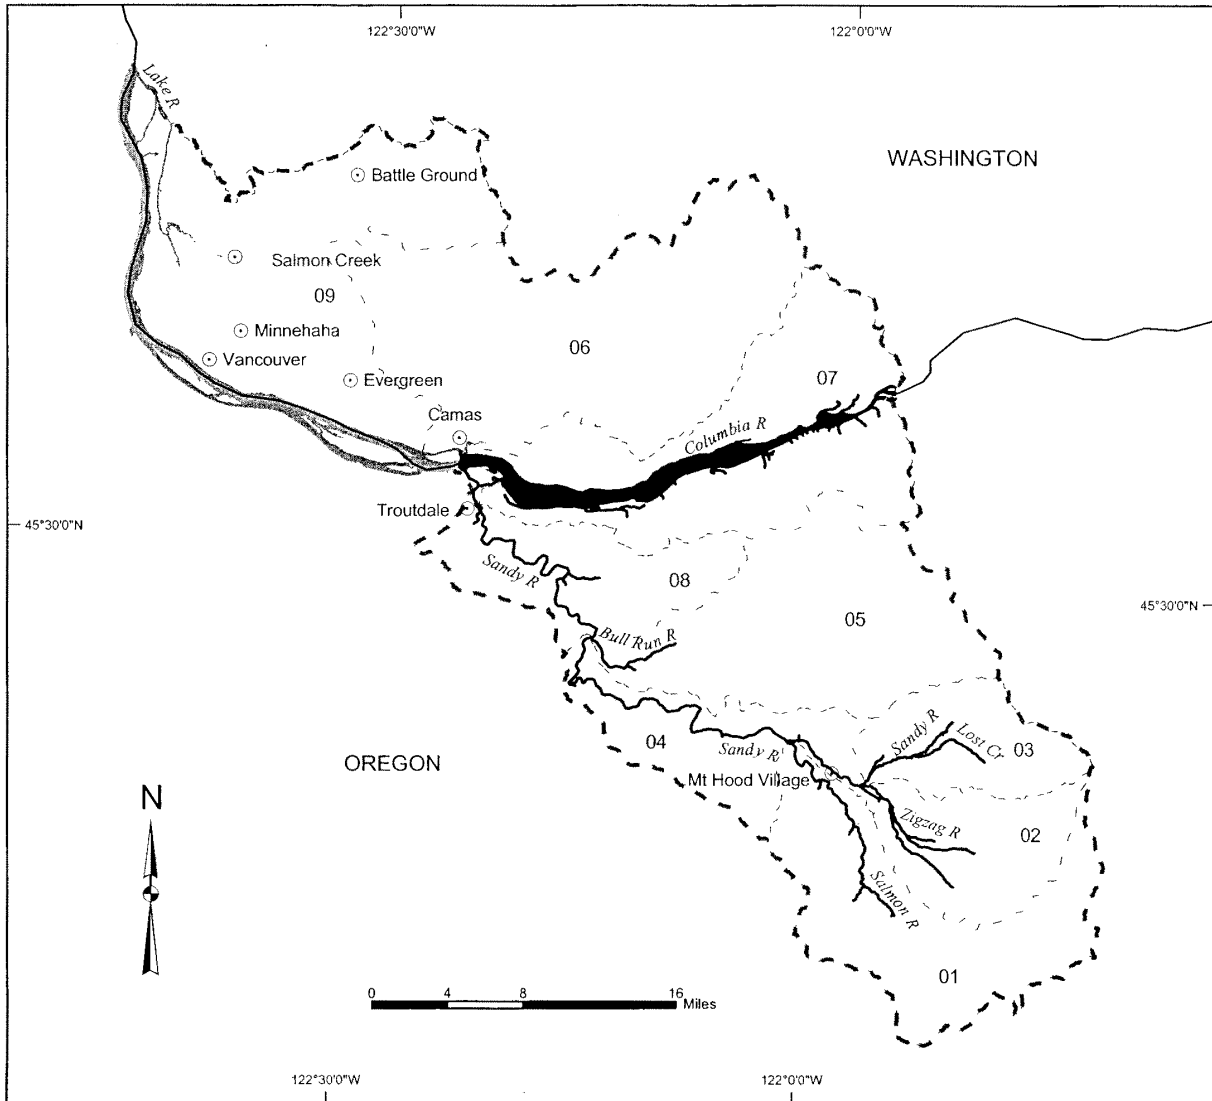 122°30'0"W
122°0'0"W
Lake R
WASHINGTON
Battle Ground
Salmon Creek
09
Minnehaha
06
Vancouver
07
Evergreen
Camas
Columbia R
Troutdale
45°30'0"N
Sandy R
08
45°30'0"N
05
Bull Run R
Sandy R
Lost Cr
04
03
Sandy R
OREGON
Mt Hood Village
N
Zigzag R
02
Salmon R
01
0 4 8 16
Miles
122°30'0"W
122°0'0"W